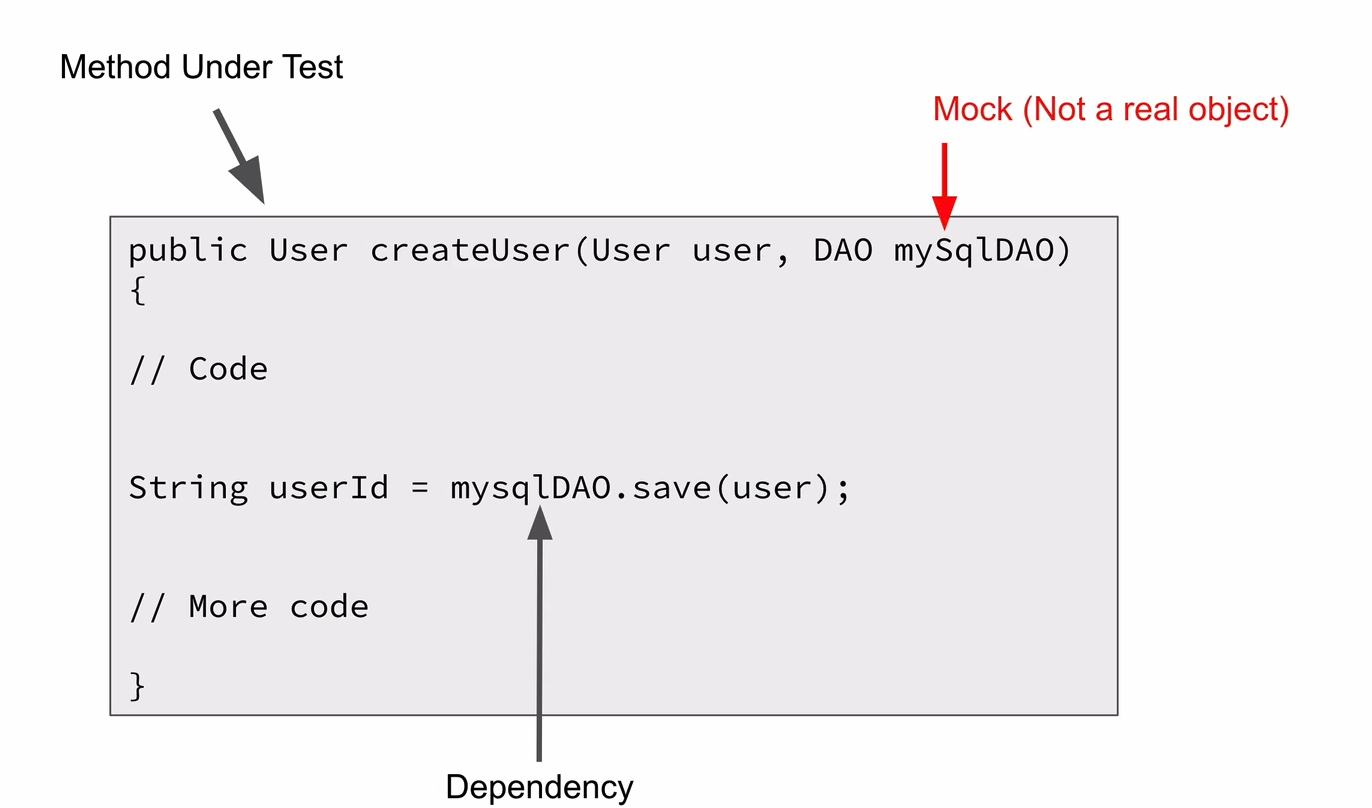 Method Under Test
Mock (Not a real object)
public User createUser(User user, DAO mySqlDAO)
{
// Code
String userId = mysqlDAO.save(user);
// More code
}
Dependency